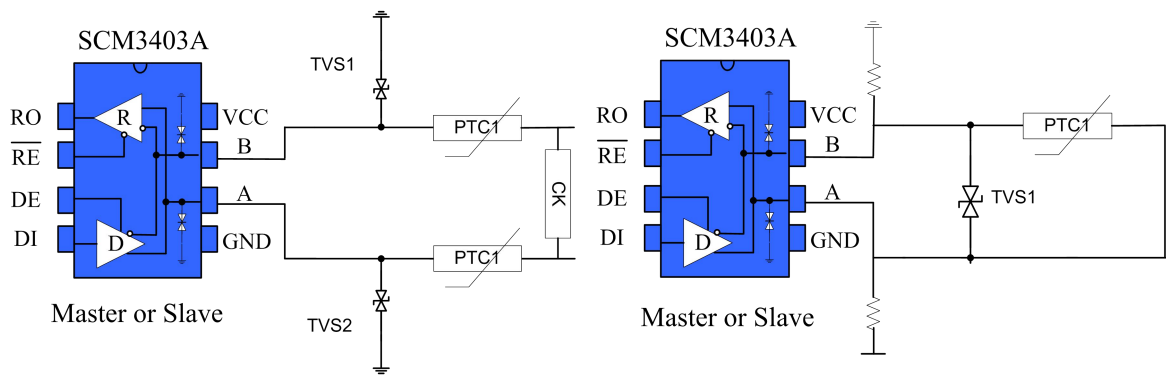 SCM3403A
TVS1
RO
R
VCC
PTC1
RE
B
CK
DE
A
DI
D
GND
PTC1
Master or Slave
TVS2
SCM3403A
RO
R
VCC
PTC1
RE
B
DE
A
TVS1
DI
D
GND
Master or Slave